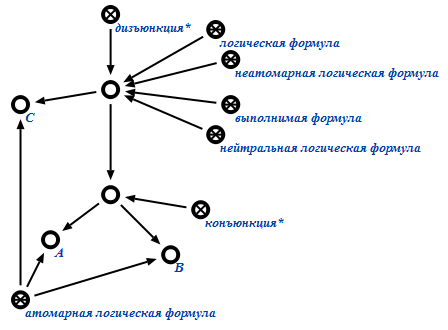 дизъюнкция*
логическая формула
неатомарная логическая формула
C
выполнимая формула
нейтральная логическая формула
конъюнкция*
A
B
атомарная логическая формула